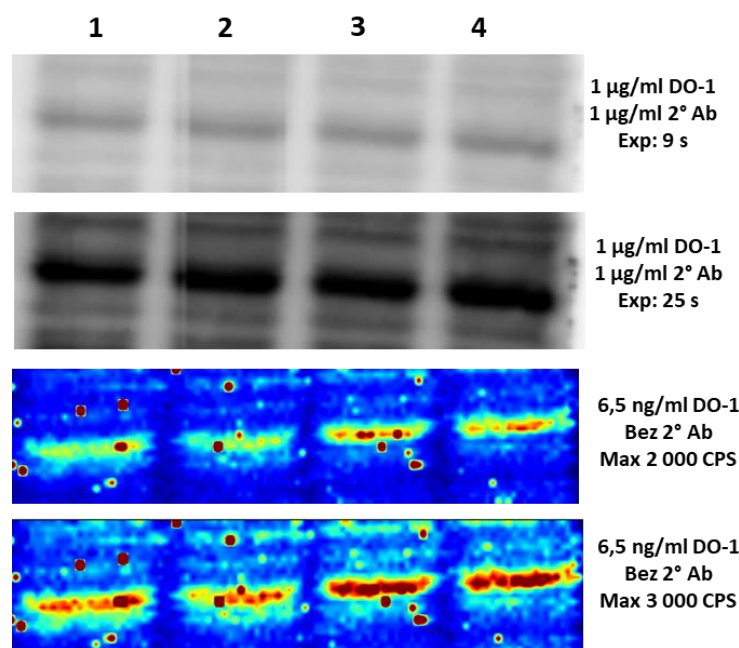 1 2 3 4
1 µg/ml DO-1
1 µg/ml 2° Ab
Exp: 9 s
1 µg/ml DO-1
1 µg/ml 2° Ab
Exp: 25 s
6,5 ng/ml DO-1
Bez 2° Ab
Max 2 000 CPS
6,5 ng/ml DO-1
Bez 2° Ab
Max 3 000 CPS